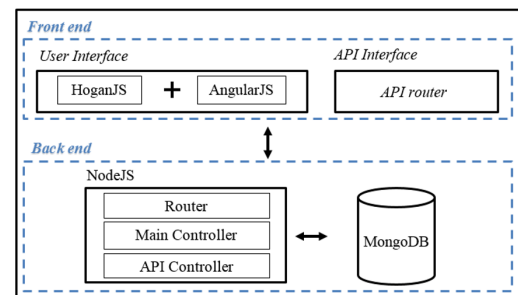 Front end
User Interface
API Interface
HoganJS + AngularJS
API router
Back end
NodeJS
Router
Main Controller
API Controller
MongoDB